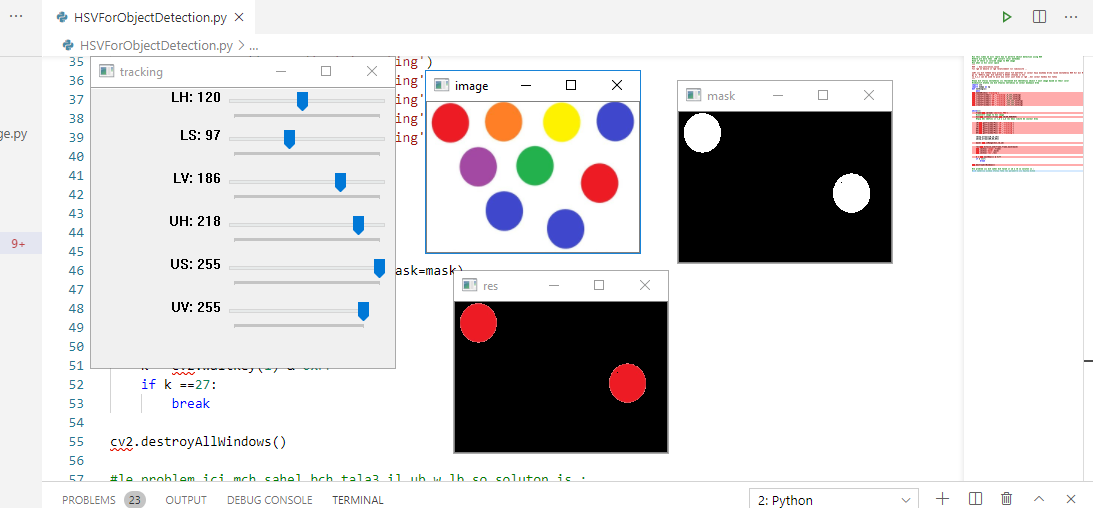 HSVForObjectDetection.py
HSVForObjectDetection.py > ...
ge.py
9+
35
36
37
38
39
40
41
42
43
44
45
46
47
48
49
50
51
52
53
54
55
56
57
tracking
LH: 120
LS: 97
LV: 186
UH: 218
US: 255
UV: 255
image
mask
res
ing')
ing'
ing'
ing'
ing'
ask=mask)
if k ==27:
break
cv2.destroyAllWindows()
#le problem ici mch sahel bch tala3 il uh w lh so soluton is :
PROBLEMS 23 OUTPUT DEBUG CONSOLE TERMINAL 2: Python